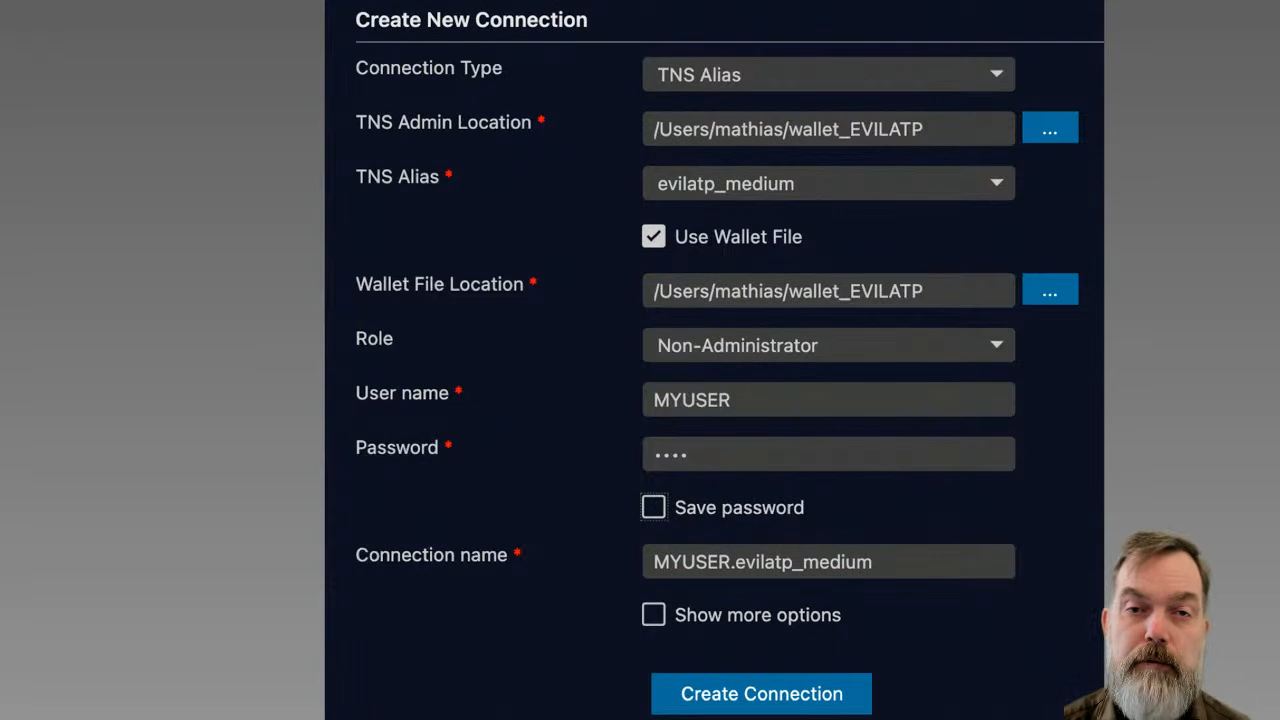 Create New Connection
Connection Type
TNS Alias
TNS Admin Location *
/Users/mathias/wallet_EVILATP
...
TNS Alias *
evilatp_medium
Use Wallet File
Wallet File Location *
/Users/mathias/wallet_EVILATP
...
Role
Non-Administrator
User name *
MYUSER
Password *
••••
Save password
Connection name *
MYUSER.evilatp_medium
Show more options
Create Connection